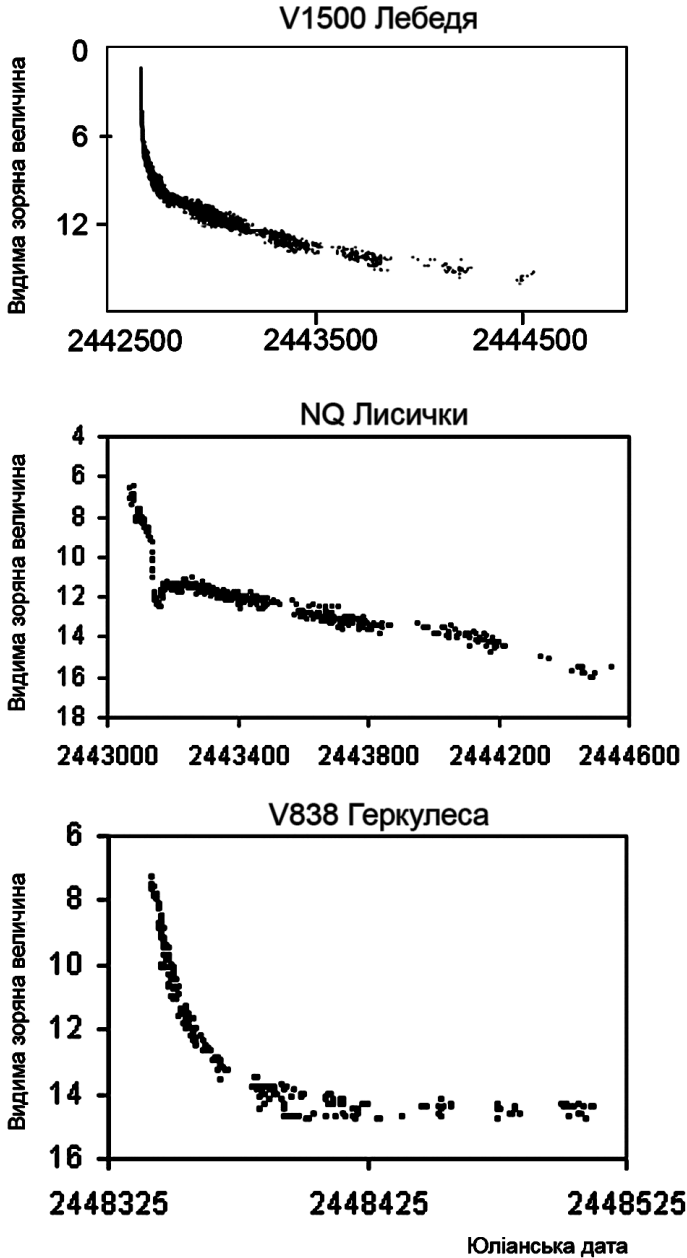 V1500 Лебедя
Видима зоряна величина
0
6
12
2442500 2443500 2444500
NQ Лисички
Видима зоряна величина
4
6
8
10
12
14
16
18
2443000 2443400 2443800 2444200 2444600
V838 Геркулеса
Видима зоряна величина
6
8
10
12
14
16
2448325 2448425 2448525
Юліанська дата